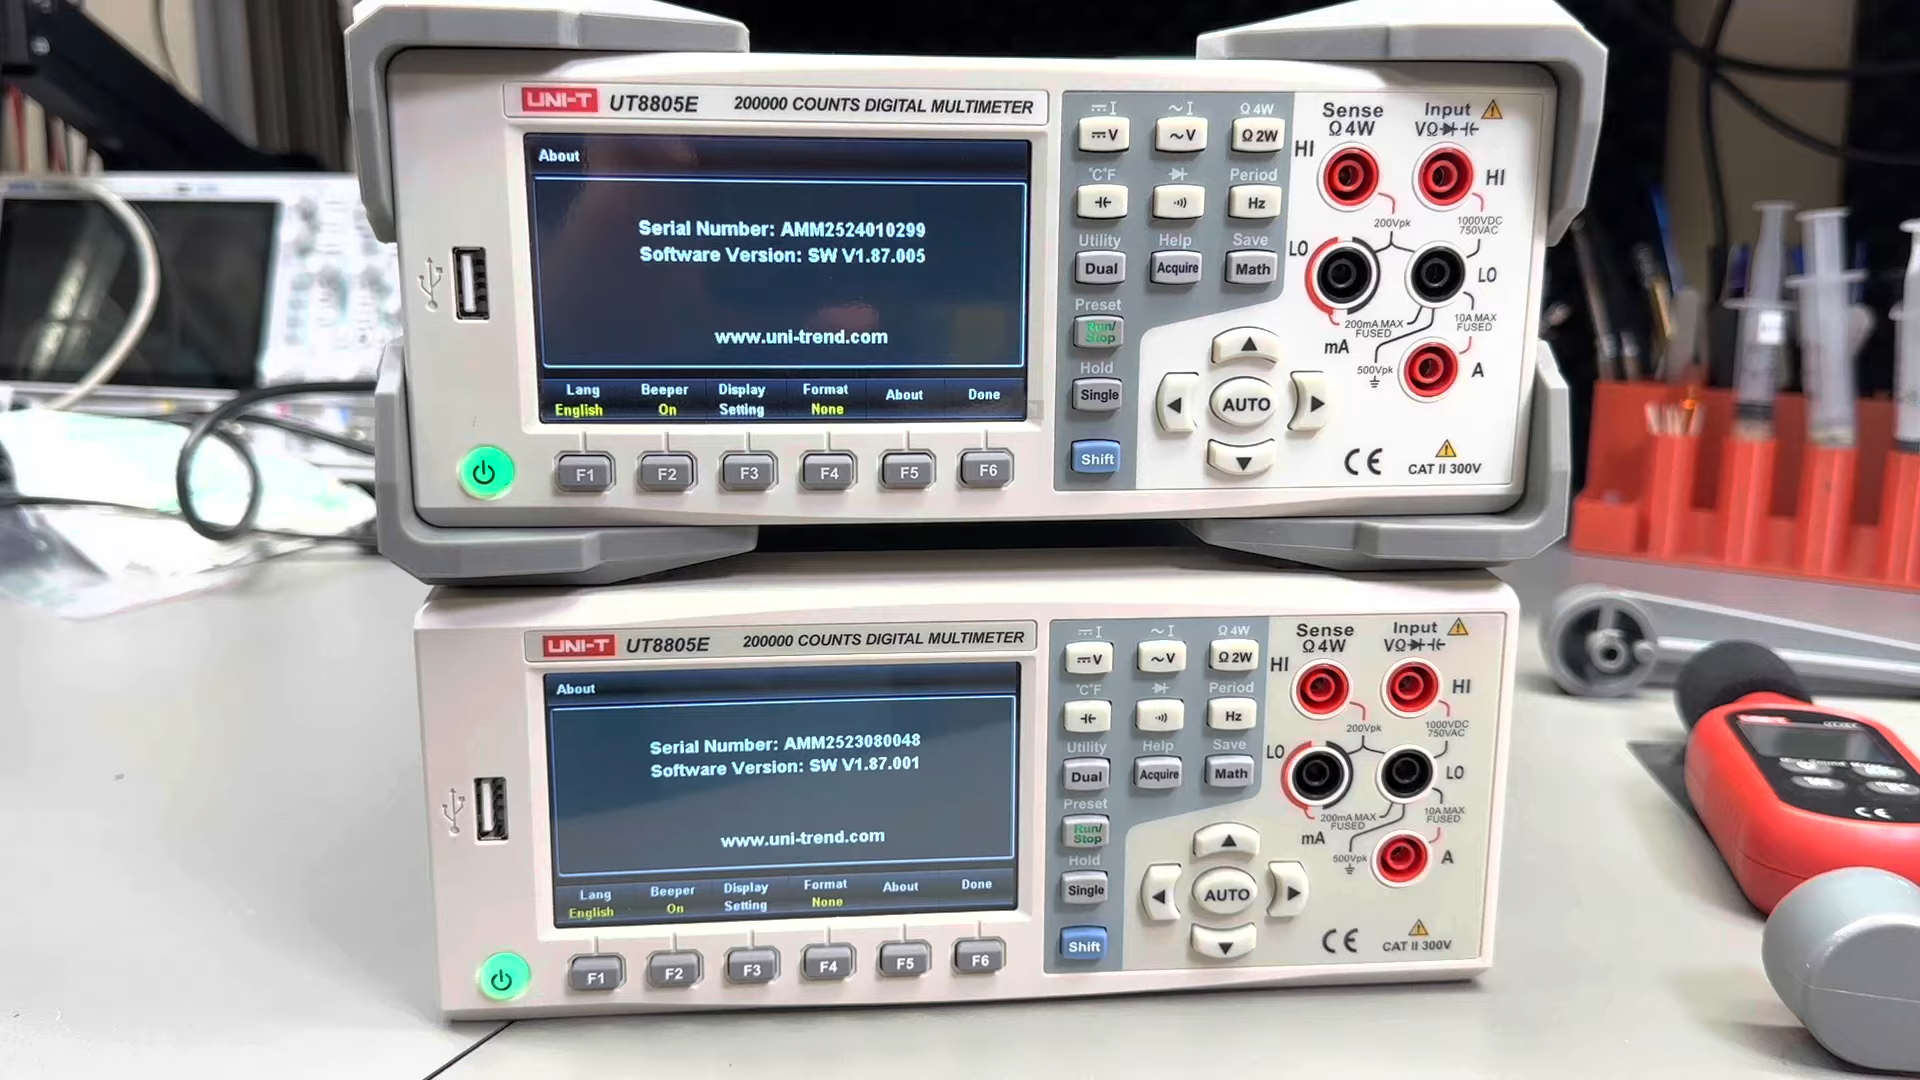 UNI-T UT8805E 200000 COUNTS DIGITAL MULTIMETER
About
Serial Number: AMM2524010299
Software Version: SW V1.87.005
www.uni-trend.com
Lang Beeper Display Format About Done
English On Setting None
F1 F2 F3 F4 F5 F6
I I Ω 4W
V V Ω 2W
°C°F Period
Hz
Utility Help Save
Dual Acquire Math
Preset
Run/
Stop
Hold
Single
Shift
AUTO
Sense Input
Ω 4W VΩ
HI HI
200Vpk
1000VDC
750VAC
LO LO
200mA MAX
FUSED
10A MAX
FUSED
mA
500Vpk
A
CE CAT II 300V
UNI-T UT8805E 200000 COUNTS DIGITAL MULTIMETER
About
Serial Number: AMM2523080048
Software Version: SW V1.87.001
www.uni-trend.com
Lang Beeper Display Format About Done
English On Setting None
F1 F2 F3 F4 F5 F6
I I Ω 4W
V V Ω 2W
°C°F Period
Hz
Utility Help Save
Dual Acquire Math
Preset
Run/
Stop
Hold
Single
Shift
AUTO
Sense Input
Ω 4W VΩ
HI HI
200Vpk
1000VDC
750VAC
LO LO
200mA MAX
FUSED
10A MAX
FUSED
mA
500Vpk
A
CE CAT II 300V
CE